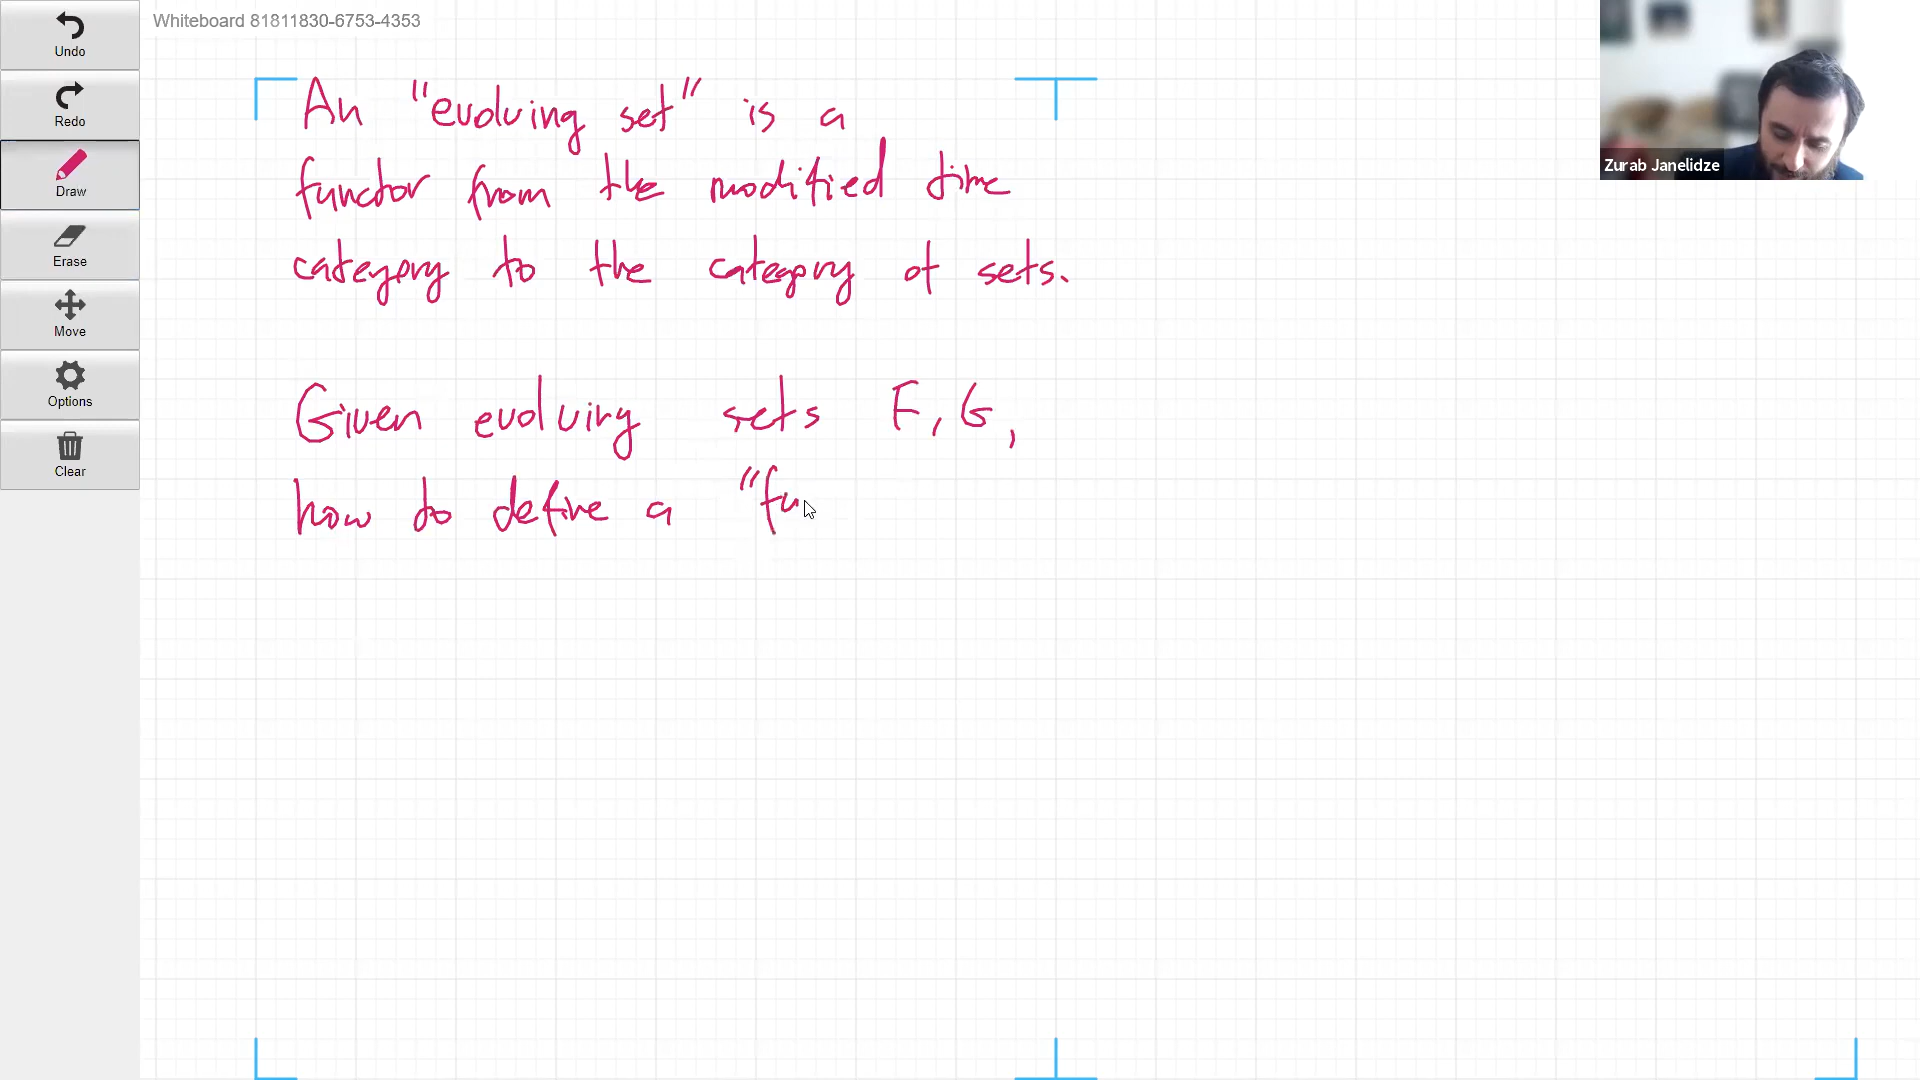 Whiteboard 81811830-6753-4353
Undo
Redo
Draw
Erase
Move
Options
Clear
An "evolving set" is a
functor from the modified time
category to the category of sets.
Given evolving sets F, G,
how to define a "fu
Zurab Janelidze